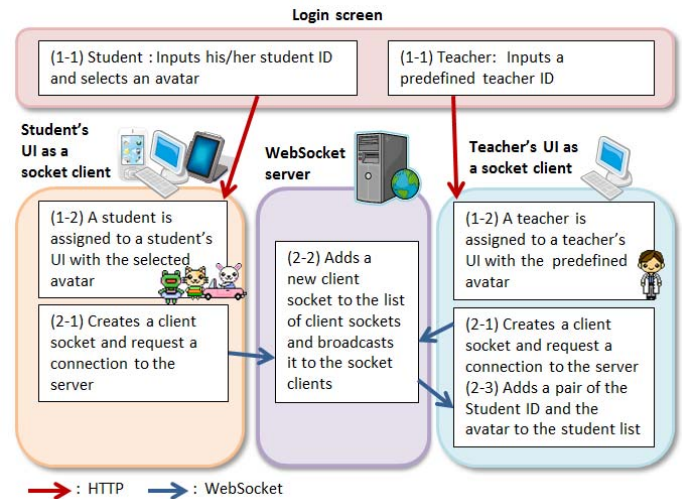 Login screen
(1-1) Student : Inputs his/her student ID
and selects an avatar
(1-1) Teacher: Inputs a
predefined teacher ID
Student's
UI as a
socket client
WebSocket
server
Teacher's UI as
a socket client
(1-2) A student is
assigned to a student's
UI with the selected
avatar
(2-1) Creates a client
socket and request a
connection to the
server
(2-2) Adds a
new client
socket to the list
of client sockets
and broadcasts
it to the socket
clients
(1-2) A teacher is
assigned to a teacher's
UI with the predefined
avatar
(2-1) Creates a client
socket and request a
connection to the server
(2-3) Adds a pair of the
Student ID and the
avatar to the student list
: HTTP
: WebSocket